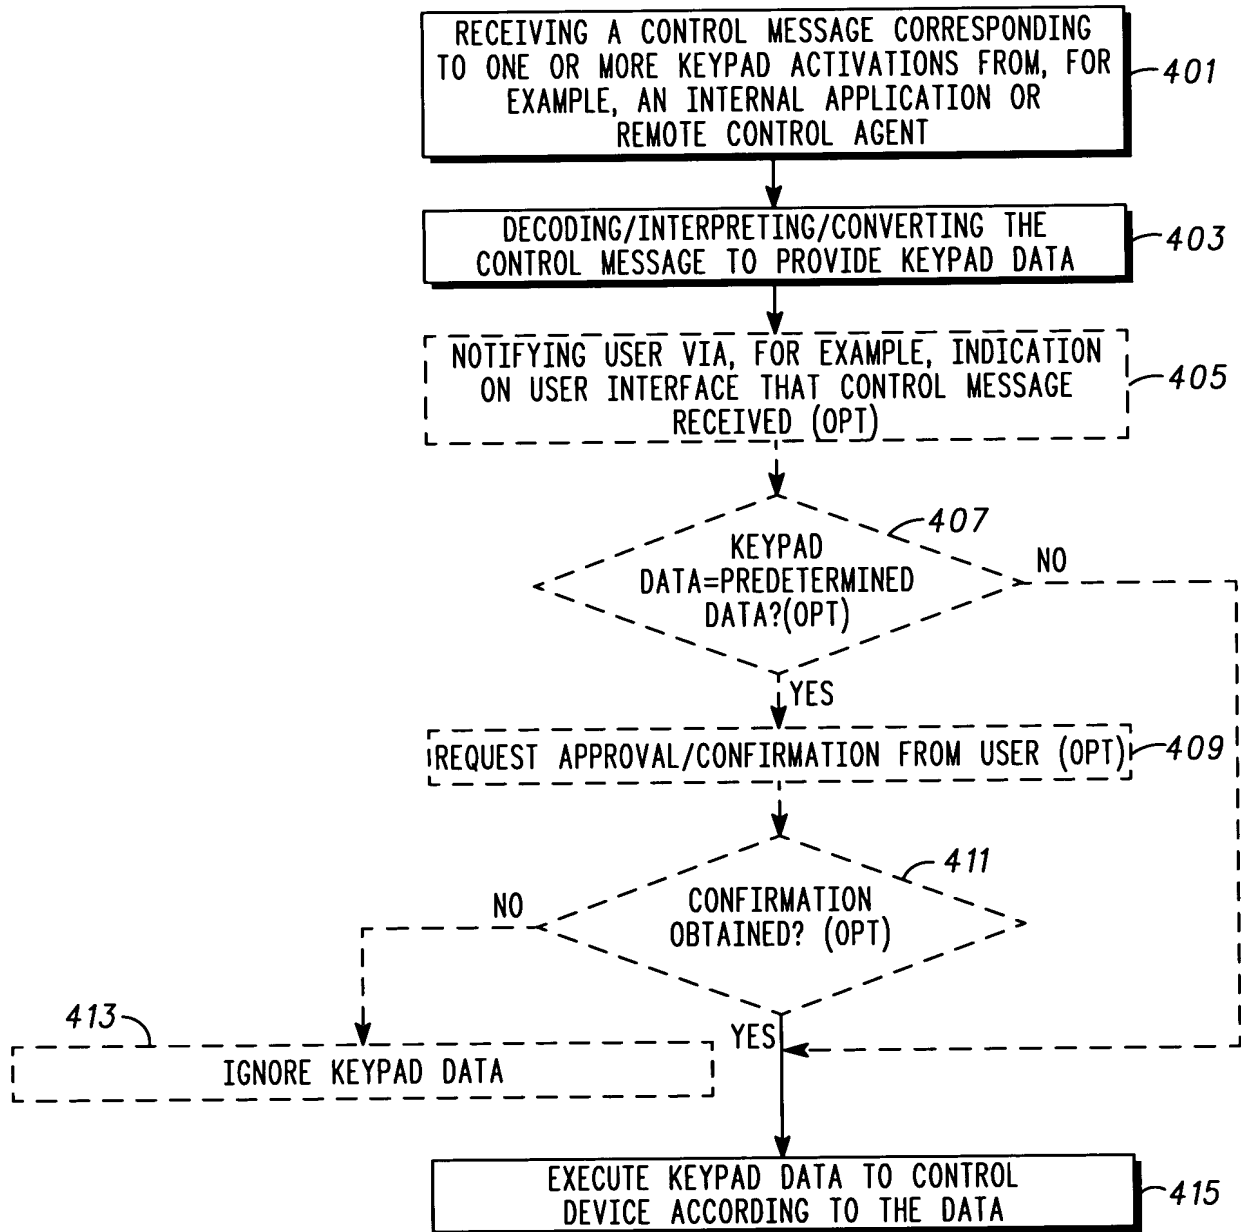 RECEIVING A CONTROL MESSAGE CORRESPONDING
TO ONE OR MORE KEYPAD ACTIVATIONS FROM, FOR
EXAMPLE, AN INTERNAL APPLICATION OR
REMOTE CONTROL AGENT
401
DECODING/INTERPRETING/CONVERTING THE
CONTROL MESSAGE TO PROVIDE KEYPAD DATA
403
NOTIFYING USER VIA, FOR EXAMPLE, INDICATION
ON USER INTERFACE THAT CONTROL MESSAGE
RECEIVED (OPT)
405
407
KEYPAD
DATA=PREDETERMINED
DATA?(OPT)
NO
YES
REQUEST APPROVAL/CONFIRMATION FROM USER (OPT)
409
411
CONFIRMATION
OBTAINED? (OPT)
NO
YES
413
IGNORE KEYPAD DATA
EXECUTE KEYPAD DATA TO CONTROL
DEVICE ACCORDING TO THE DATA
415